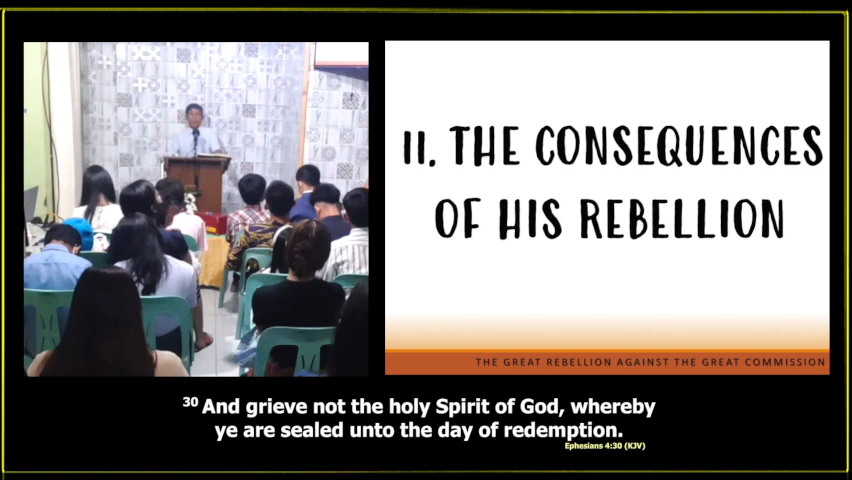 II. THE CONSEQUENCES
OF HIS REBELLION
THE GREAT REBELLION AGAINST THE GREAT COMMISSION
30 And grieve not the holy Spirit of God, whereby
ye are sealed unto the day of redemption.
Ephesians 4:30 (KJV)